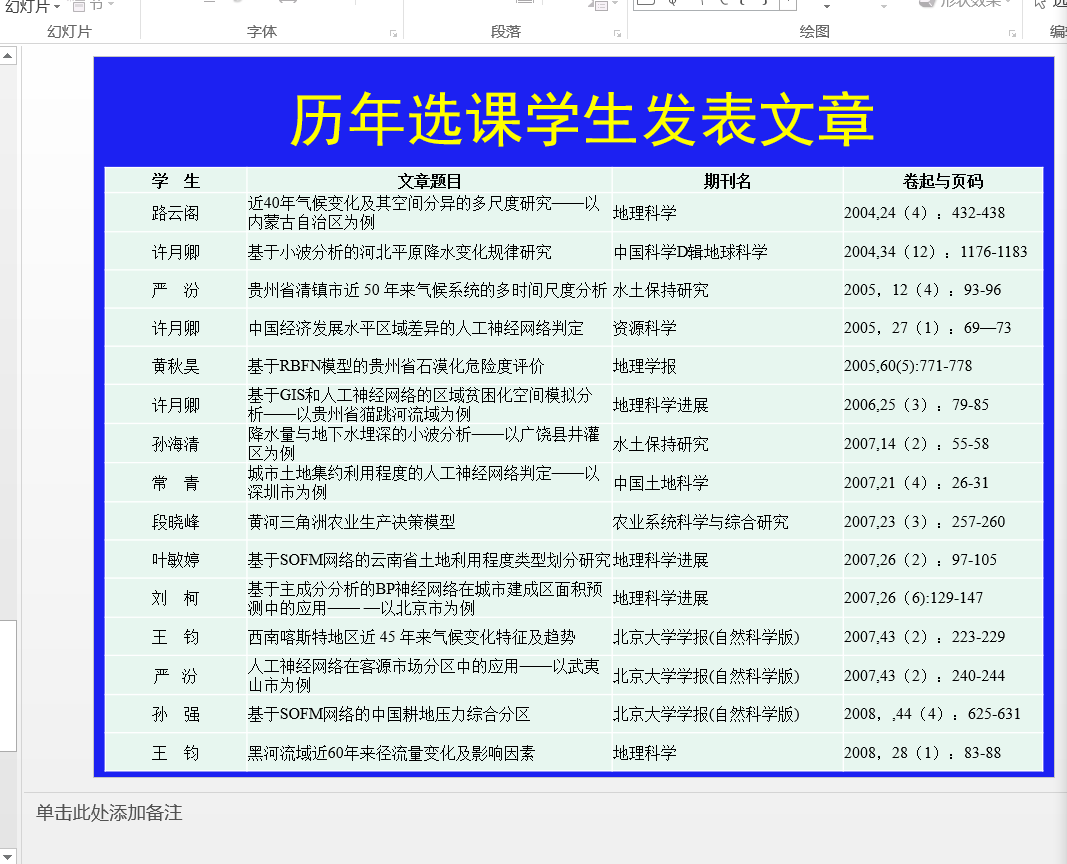 幻灯片
节
形状效果
选
幻灯片
字体
段落
绘图
编辑
历年选课学生发表文章
学 生 文章题目 期刊名 卷起与页码
路云阁 近40年气候变化及其空间分异的多尺度研究——以 地理科学 2004,24（4）：432-438
内蒙古自治区为例
许月卿 基于小波分析的河北平原降水变化规律研究 中国科学D辑地球科学 2004,34（12）：1176-1183
严 汾 贵州省清镇市近 50 年来气候系统的多时间尺度分析 水土保持研究 2005，12（4）：93-96
许月卿 中国经济发展水平区域差异的人工神经网络判定 资源科学 2005，27（1）：69—73
黄秋昊 基于RBFN模型的贵州省石漠化危险度评价 地理学报 2005,60(5):771-778
许月卿 基于GIS和人工神经网络的区域贫困化空间模拟分 地理科学进展 2006,25（3）：79-85
析——以贵州省猫跳河流域为例
孙海清 降水量与地下水埋深的小波分析——以广饶县井灌 水土保持研究 2007,14（2）：55-58
区为例
常 青 城市土地集约利用程度的人工神经网络判定——以 中国土地科学 2007,21（4）：26-31
深圳市为例
段晓峰 黄河三角洲农业生产决策模型 农业系统科学与综合研究 2007,23（3）：257-260
叶敏婷 基于SOFM网络的云南省土地利用程度类型划分研究 地理科学进展 2007,26（2）：97-105
刘 柯 基于主成分分析的BP神经网络在城市建成区面积预 地理科学进展 2007,26（6):129-147
测中的应用—— —以北京市为例
王 钧 西南喀斯特地区近 45 年来气候变化特征及趋势 北京大学学报(自然科学版) 2007,43（2）：223-229
严 汾 人工神经网络在客源市场分区中的应用——以武夷 北京大学学报(自然科学版) 2007,43（2）：240-244
山市为例
孙 强 基于SOFM网络的中国耕地压力综合分区 北京大学学报(自然科学版) 2008，,44（4）：625-631
王 钧 黑河流域近60年来径流量变化及影响因素 地理科学 2008，28（1）：83-88
单击此处添加备注